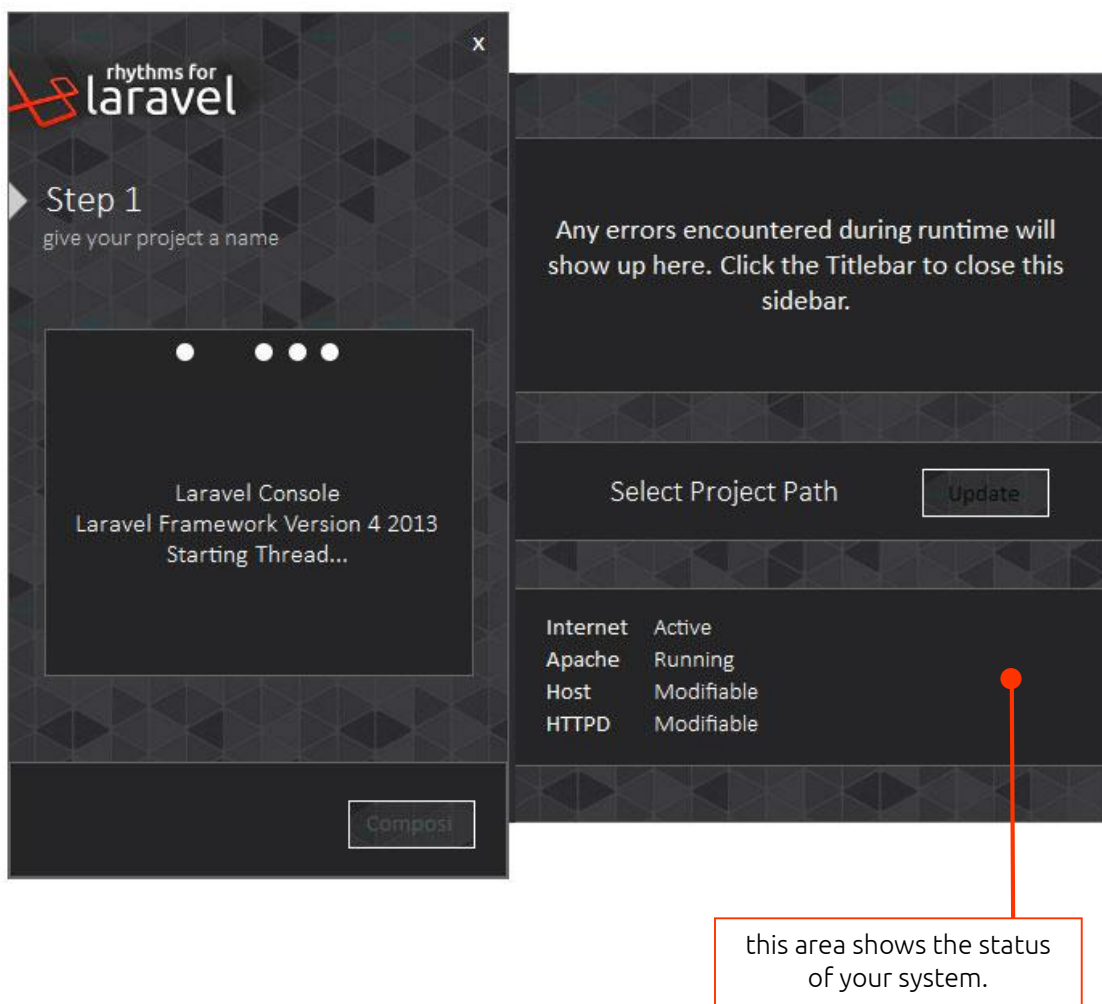 x
rhythms for
laravel
Step 1
give your project a name
Laravel Console
Laravel Framework Version 4 2013
Starting Thread...
Composi
Any errors encountered during runtime will
show up here. Click the Titlebar to close this
sidebar.
Select Project Path
Update
Internet Active
Apache Running
Host Modifiable
HTTPD Modifiable
this area shows the status
of your system.